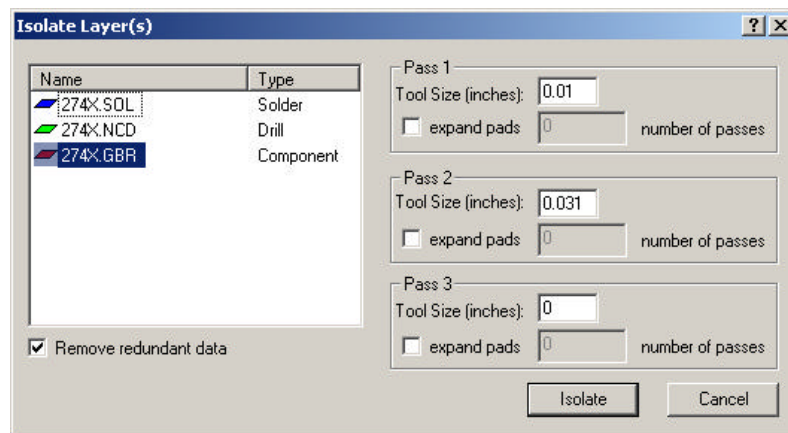 Isolate Layer(s)
Name Type
274X.SOL Solder
274X.NCD Drill
274X.GBR Component
Remove redundant data
Pass 1
Tool Size (inches): 0.01
expand pads 0 number of passes
Pass 2
Tool Size (inches): 0.031
expand pads 0 number of passes
Pass 3
Tool Size (inches): 0
expand pads 0 number of passes
Isolate Cancel